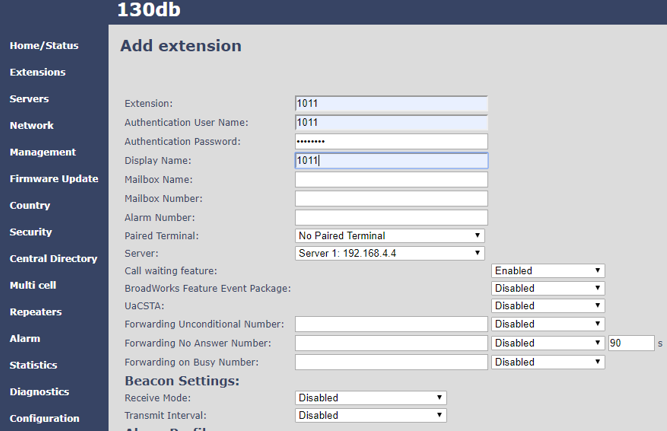 130db
Home/Status
Extensions
Servers
Network
Management
Firmware Update
Country
Security
Central Directory
Multi cell
Repeaters
Alarm
Statistics
Diagnostics
Configuration
Add extension
Extension: 1011
Authentication User Name: 1011
Authentication Password: ••••••••
Display Name: 1011
Mailbox Name:
Mailbox Number:
Alarm Number:
Paired Terminal: No Paired Terminal
Server: Server 1: 192.168.4.4
Call waiting feature: Enabled
BroadWorks Feature Event Package: Disabled
UaCSTA: Disabled
Forwarding Unconditional Number: Disabled
Forwarding No Answer Number: Disabled 90 s
Forwarding on Busy Number: Disabled
Beacon Settings:
Receive Mode: Disabled
Transmit Interval: Disabled